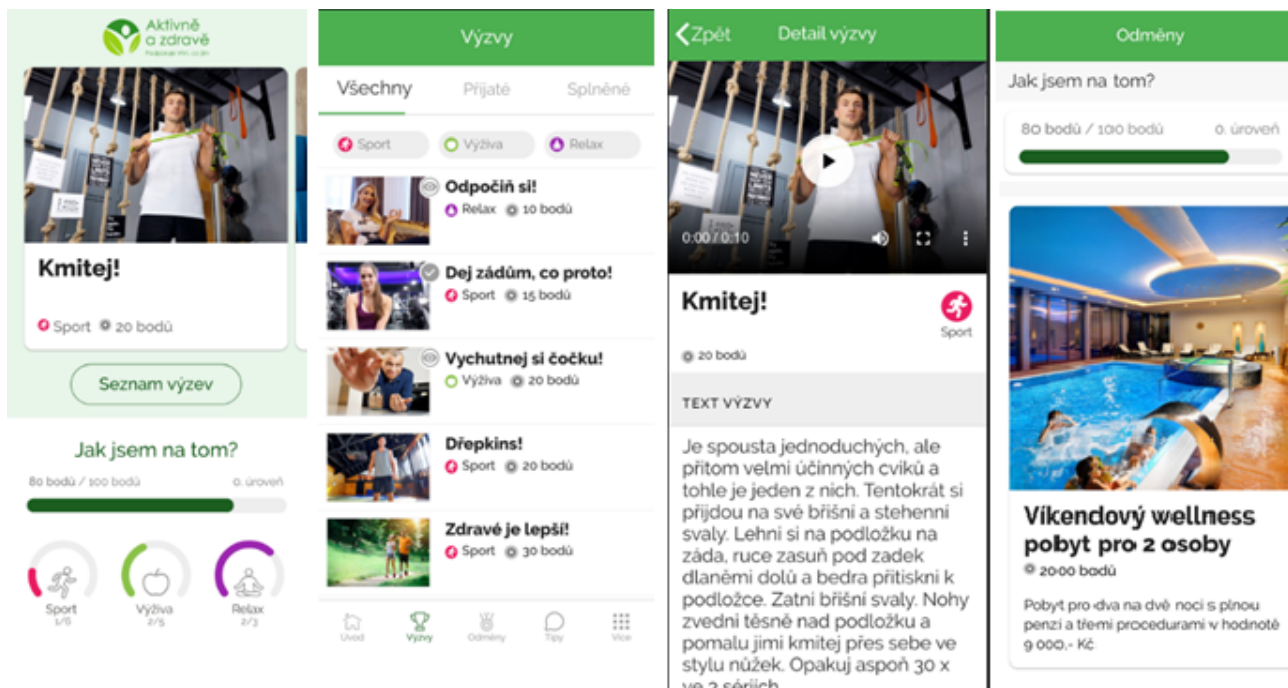 Aktivně
a zdravě
Kmitej!
Sport 20 bodů
Seznam výzev
Jak jsem na tom?
80 bodů / 100 bodů 0. úroveň
Sport
1/6
Výživa
2/5
Relax
2/3
Výzvy
Všechny Přijaté Splněné
Sport Výživa Relax
Odpočiň si!
Relax 10 bodů
Dej zádům, co proto!
Sport 15 bodů
Vychutnej si čočku!
Výživa 20 bodů
Dřepkins!
Sport 20 bodů
Zdravé je lepší!
Sport 30 bodů
Úvod Výzvy Odměny Tipy Více
Zpět Detail výzvy
0:00 / 0:10
Kmitej!
Sport
20 bodů
TEXT VÝZVY
Je spousta jednoduchých, ale
přitom velmi účinných cviků a
tohle je jeden z nich. Tentokrát si
přijdou na své břišní a stehenní
svaly. Lehni si na podložku na
záda, ruce zasuň pod zadek
dlaněmi dolů a bedra přitiskni k
podložce. Zatni břišní svaly. Nohy
zvedni těsně nad podložku a
pomalu jimi kmitej přes sebe ve
stylu nůžek. Opakuj aspoň 30 x
ve 3 sériích
Odměny
Jak jsem na tom?
80 bodů / 100 bodů 0. úroveň
Víkendový wellness
pobyt pro 2 osoby
2000 bodů
Pobyt pro dva na dvě noci s plnou
penzí a třemi procedurami v hodnotě
9 000,- Kč